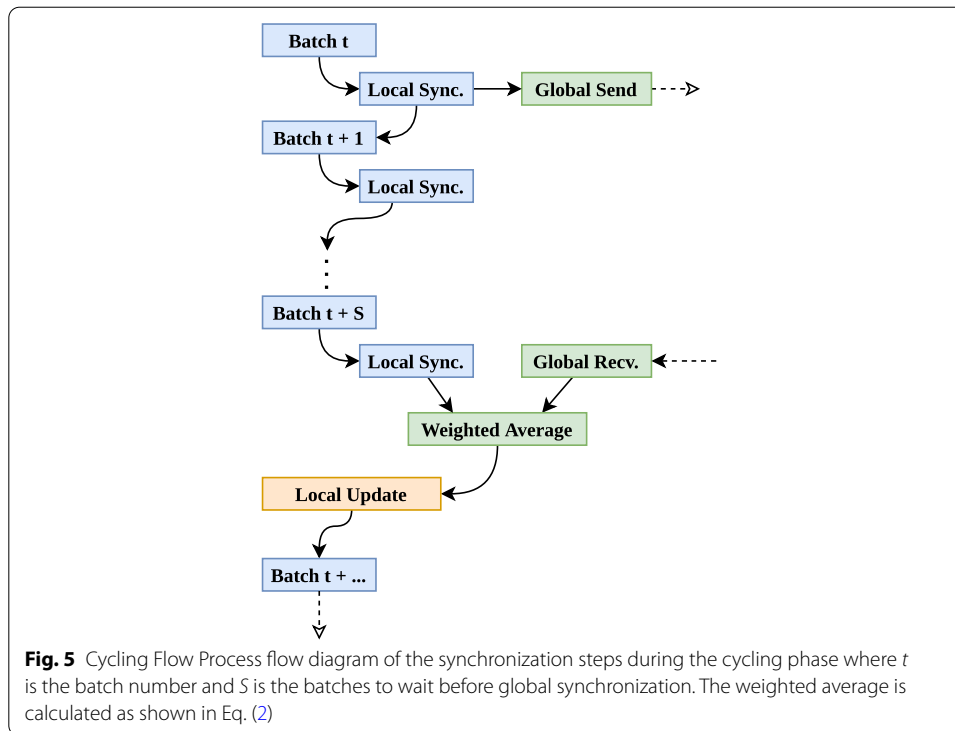 Batch t
Local Sync.
Global Send
Batch t + 1
Local Sync.
Batch t + S
Local Sync.
Global Recv.
Weighted Average
Local Update
Batch t + ...
Fig. 5 Cycling Flow Process flow diagram of the synchronization steps during the cycling phase where t
is the batch number and S is the batches to wait before global synchronization. The weighted average is
calculated as shown in Eq. (2)